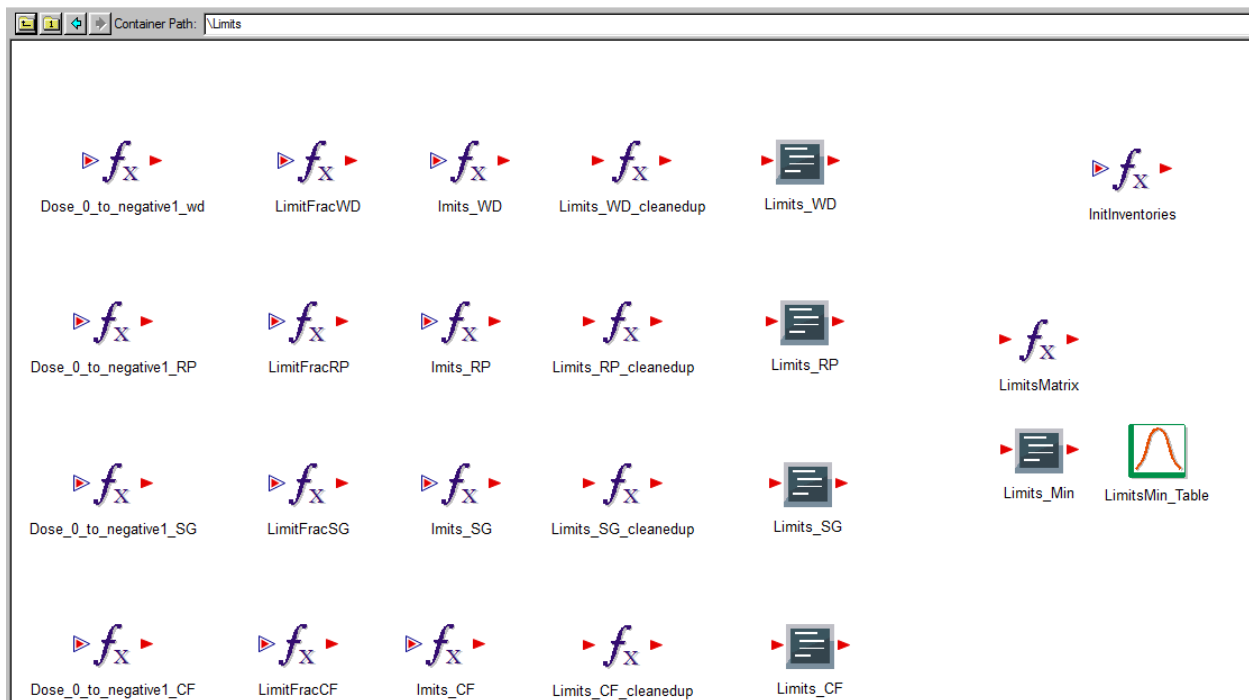 Container Path: \Limits
Dose_0_to_negative1_wd LimitFracWD lmits_WD Limits_WD_cleanedup Limits_WD InitInventories
Dose_0_to_negative1_RP LimitFracRP lmits_RP Limits_RP_cleanedup Limits_RP LimitsMatrix
Limits_Min LimitsMin_Table
Dose_0_to_negative1_SG LimitFracSG lmits_SG Limits_SG_cleanedup Limits_SG
Dose_0_to_negative1_CF LimitFracCF lmits_CF Limits_CF_cleanedup Limits_CF